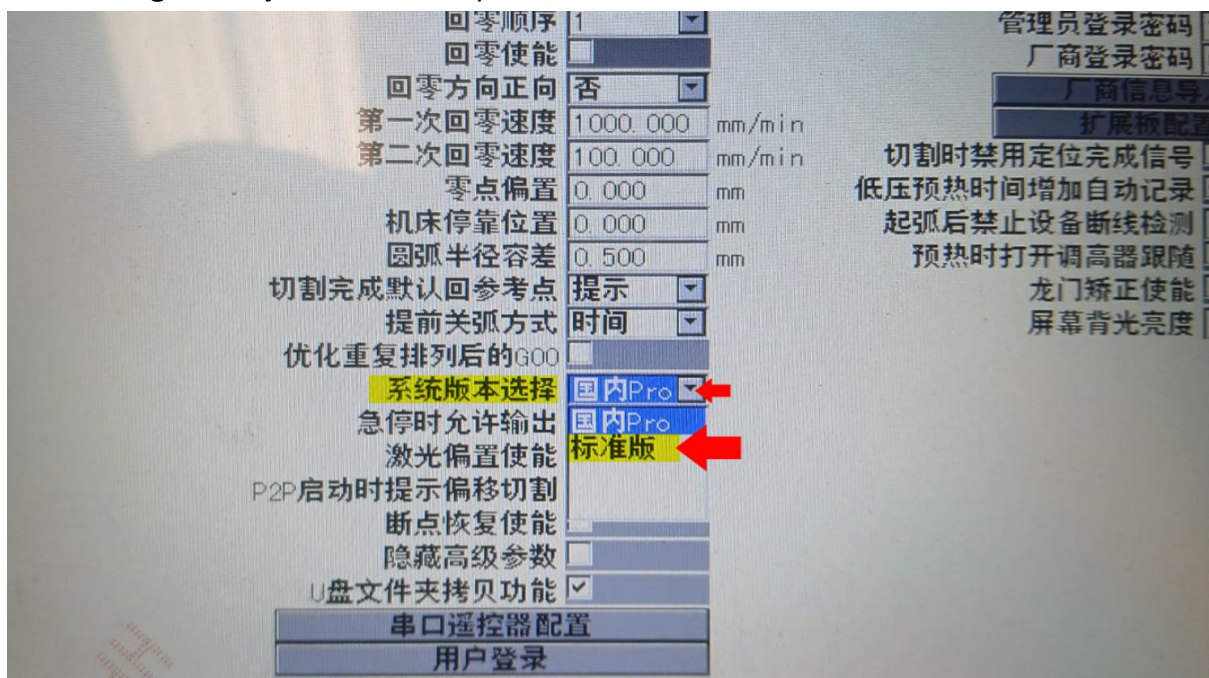 回零顺序 1
回零使能
回零方向正向 否
第一次回零速度 1000.000 mm/min
第二次回零速度 100.000 mm/min
零点偏置 0.000 mm
机床停靠位置 0.000 mm
圆弧半径容差 0.500 mm
切割完成默认回参考点 提示
提前关弧方式 时间
优化重复排列后的G00
系统版本选择 国内Pro
急停时允许输出 国内Pro
激光偏置使能 标准版
P2P启动时提示偏移切割
断点恢复使能
隐藏高级参数
U盘文件夹拷贝功能
串口遥控器配置
用户登录
管理员登录密码
厂商登录密码
厂商信息导
扩展板配置
切割时禁用定位完成信号
低压预热时间增加自动记录
起弧后禁止设备断线检测
预热时打开调高器跟随
龙门矫正使能
屏幕背光亮度